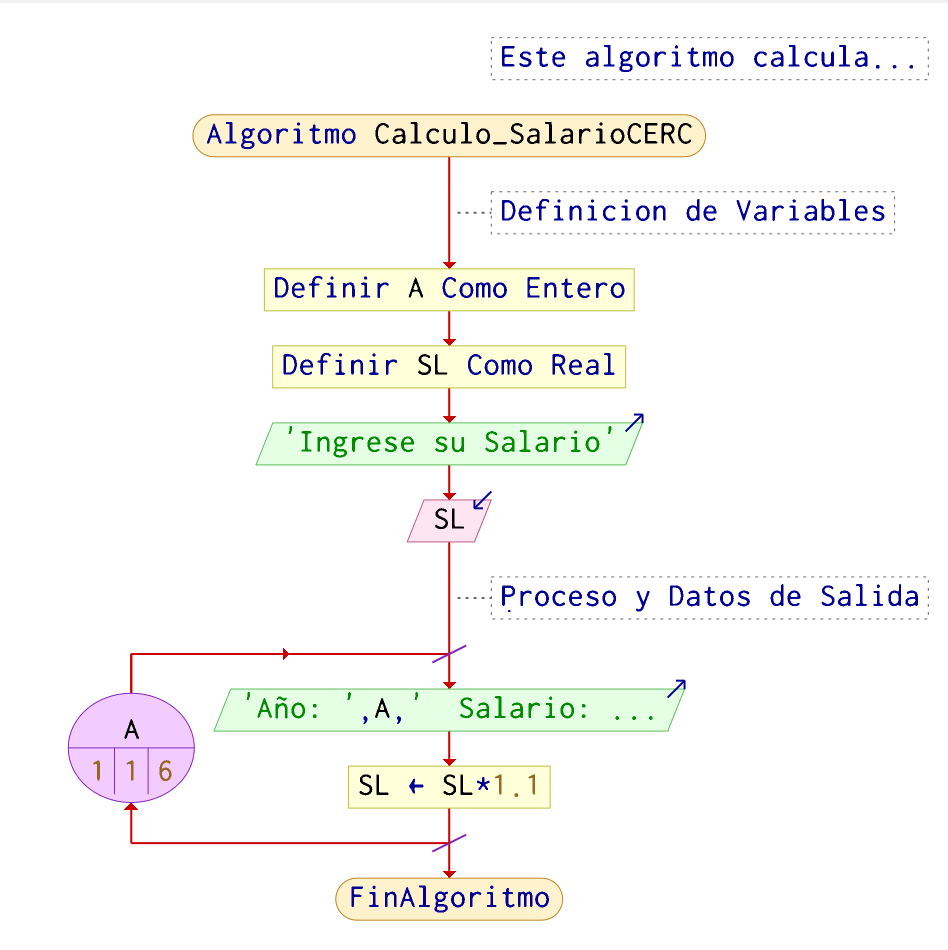 Este algoritmo calcula...
Algoritmo Calculo_SalarioCERC
Definicion de Variables
Definir A Como Entero
Definir SL Como Real
'Ingrese su Salario'
SL
Proceso y Datos de Salida
'Año: ',A,'  Salario: ...
A
1 1 6
SL ← SL*1.1
FinAlgoritmo